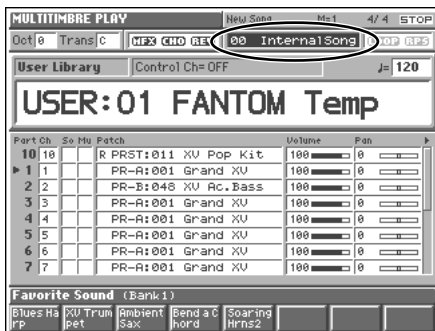 MULTITIMBRE PLAY New Song M=1 4/4 STOP
Oct 0 Trans C MFX CHO REV 00 InternalSong LOOP RPS
User Library Control Ch=OFF ♩=120
USER:01 FANTOM Temp
Part Ch So Mu Patch Volume Pan
10 10 R PRST:011 XV Pop Kit 100 0
1 1 PR-A:001 Grand XV 100 0
2 2 PR-B:048 XV Ac.Bass 100 0
3 3 PR-A:001 Grand XV 100 0
4 4 PR-A:001 Grand XV 100 0
5 5 PR-A:001 Grand XV 100 0
6 6 PR-A:001 Grand XV 100 0
7 7 PR-A:001 Grand XV 100 0
Favorite Sound (Bank1)
Blues Ha XV Trum Ambient Bend a C Soaring
rp pet Sax hord Hrns2